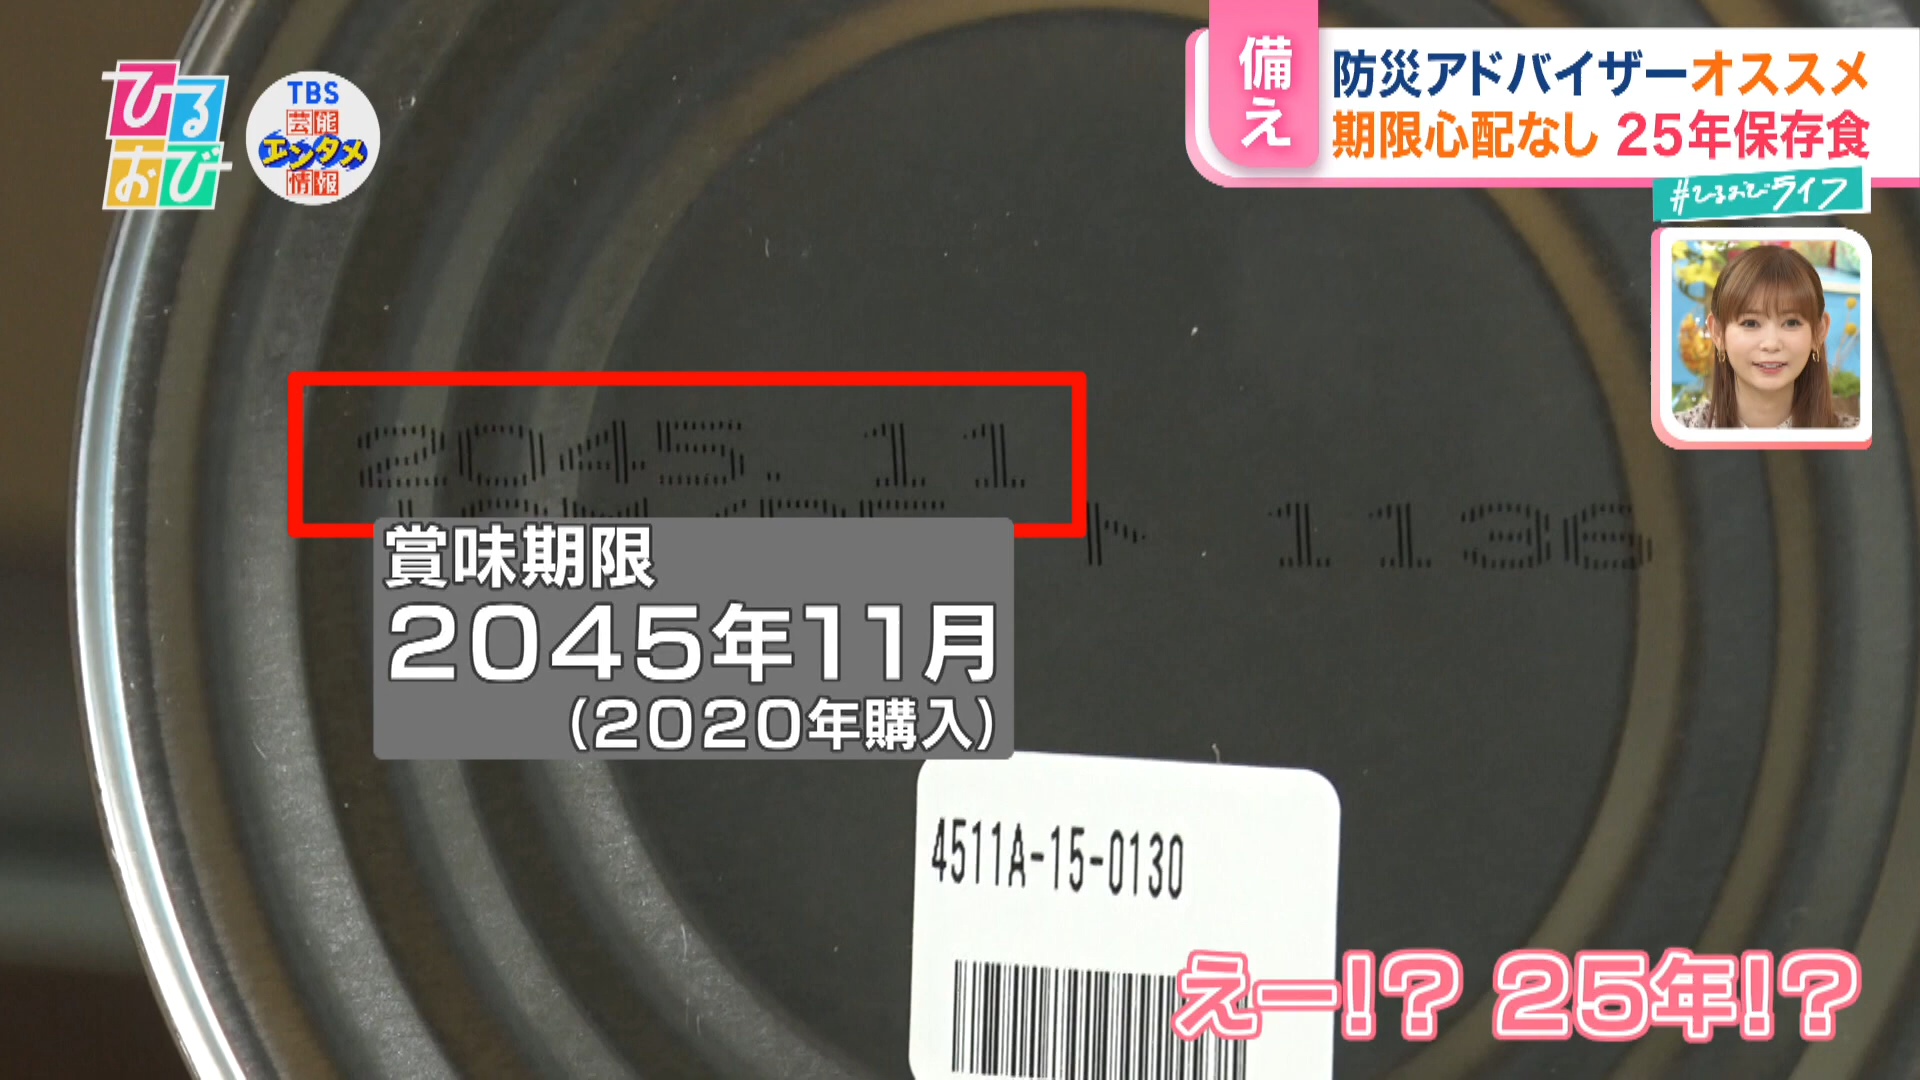 ひるおび
TBS
芸能
エンタメ
情報
備え
防災アドバイザーオススメ
期限心配なし 25年保存食
#ひるおびライフ
2045.11
ト 1136
賞味期限
2045年11月
(2020年購入)
4511A-15-0130
えー!? 25年!?